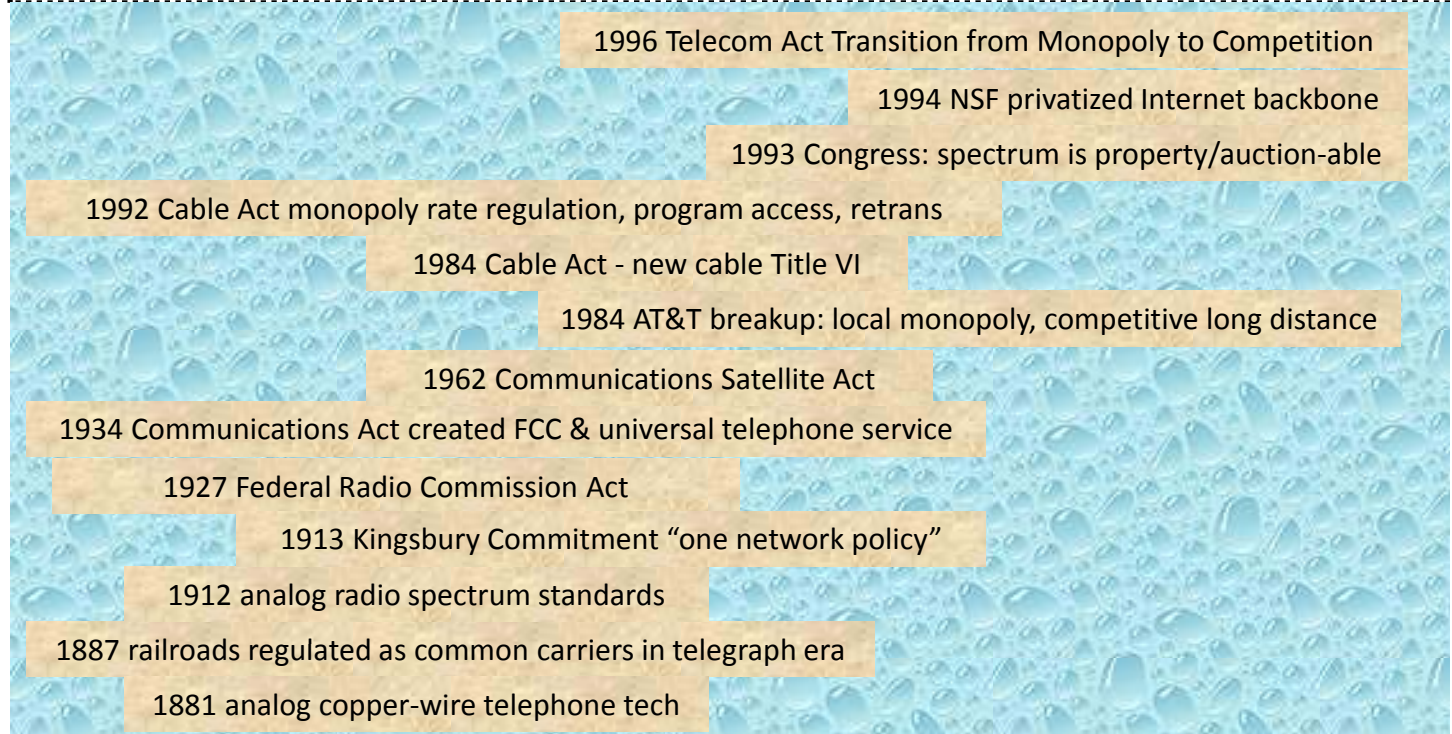 1996 Telecom Act Transition from Monopoly to Competition
1994 NSF privatized Internet backbone
1993 Congress: spectrum is property/auction-able
1992 Cable Act monopoly rate regulation, program access, retrans
1984 Cable Act - new cable Title VI
1984 AT&T breakup: local monopoly, competitive long distance
1962 Communications Satellite Act
1934 Communications Act created FCC & universal telephone service
1927 Federal Radio Commission Act
1913 Kingsbury Commitment “one network policy”
1912 analog radio spectrum standards
1887 railroads regulated as common carriers in telegraph era
1881 analog copper-wire telephone tech